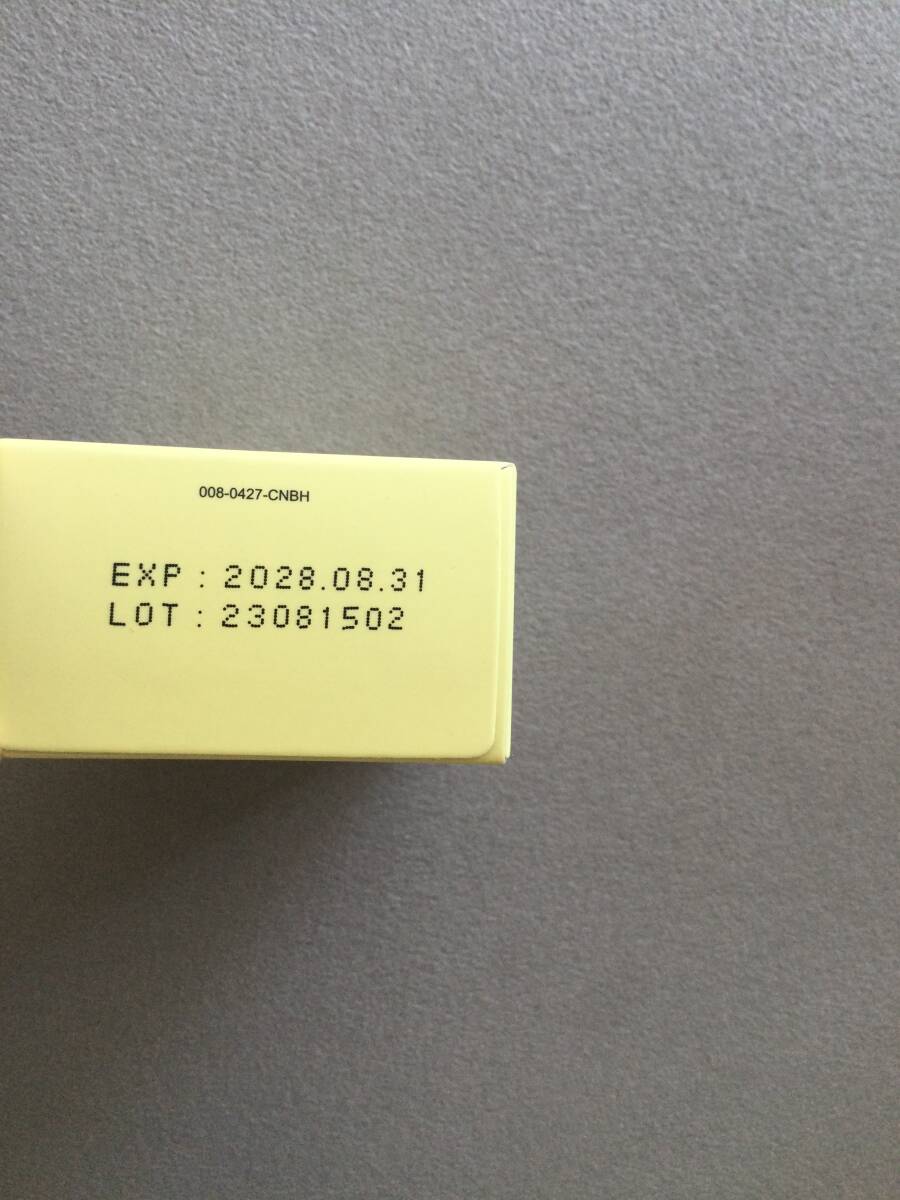 008-0427-CNBH
EXP : 2028.08.31
LOT : 23081502